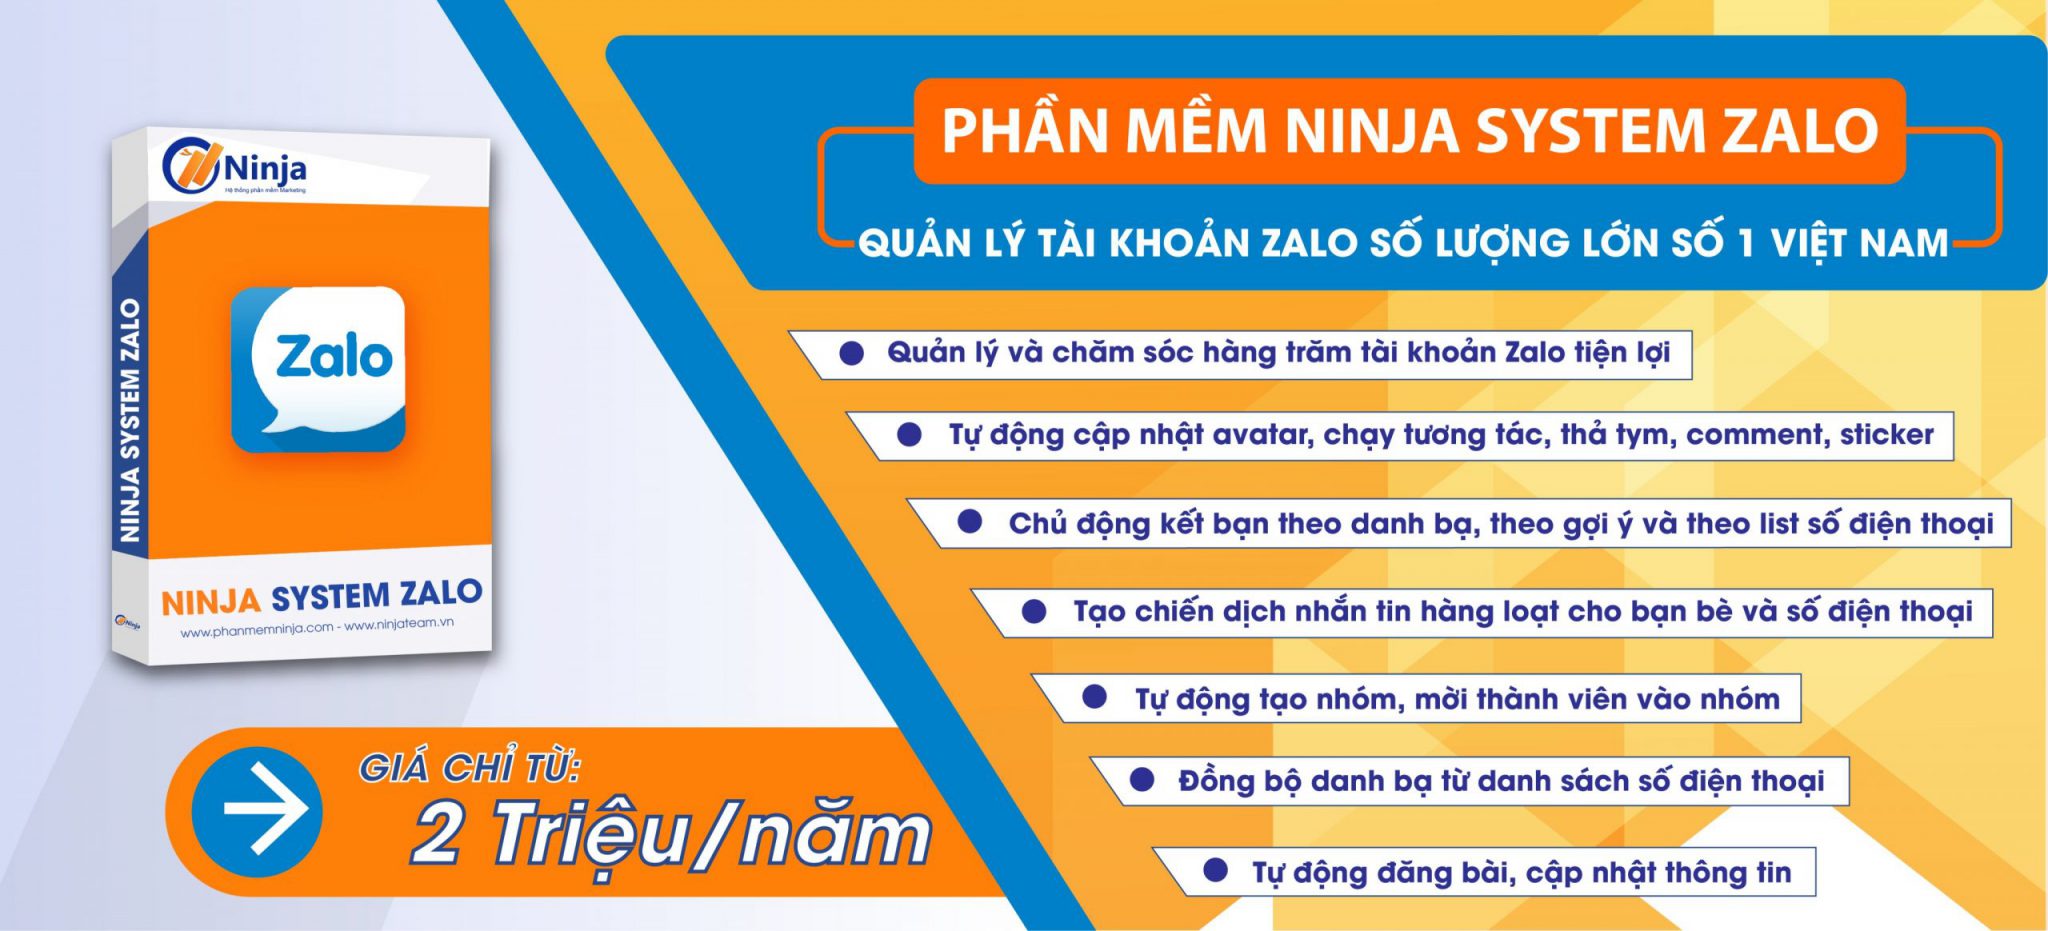 Ninja
Hệ thống phần mềm Marketing
NINJA SYSTEM ZALO
Zalo
NINJA SYSTEM ZALO
www.phanmemninja.com - www.ninjateam.vn
Ninja
GIÁ CHỈ TỪ:
2 Triệu/năm
PHẦN MỀM NINJA SYSTEM ZALO
QUẢN LÝ TÀI KHOẢN ZALO SỐ LƯỢNG LỚN SỐ 1 VIỆT NAM
Quản lý và chăm sóc hàng trăm tài khoản Zalo tiện lợi
Tự động cập nhật avatar, chạy tương tác, thả tym, comment, sticker
Chủ động kết bạn theo danh bạ, theo gợi ý và theo list số điện thoại
Tạo chiến dịch nhắn tin hàng loạt cho bạn bè và số điện thoại
Tự động tạo nhóm, mời thành viên vào nhóm
Đồng bộ danh bạ từ danh sách số điện thoại
Tự động đăng bài, cập nhật thông tin